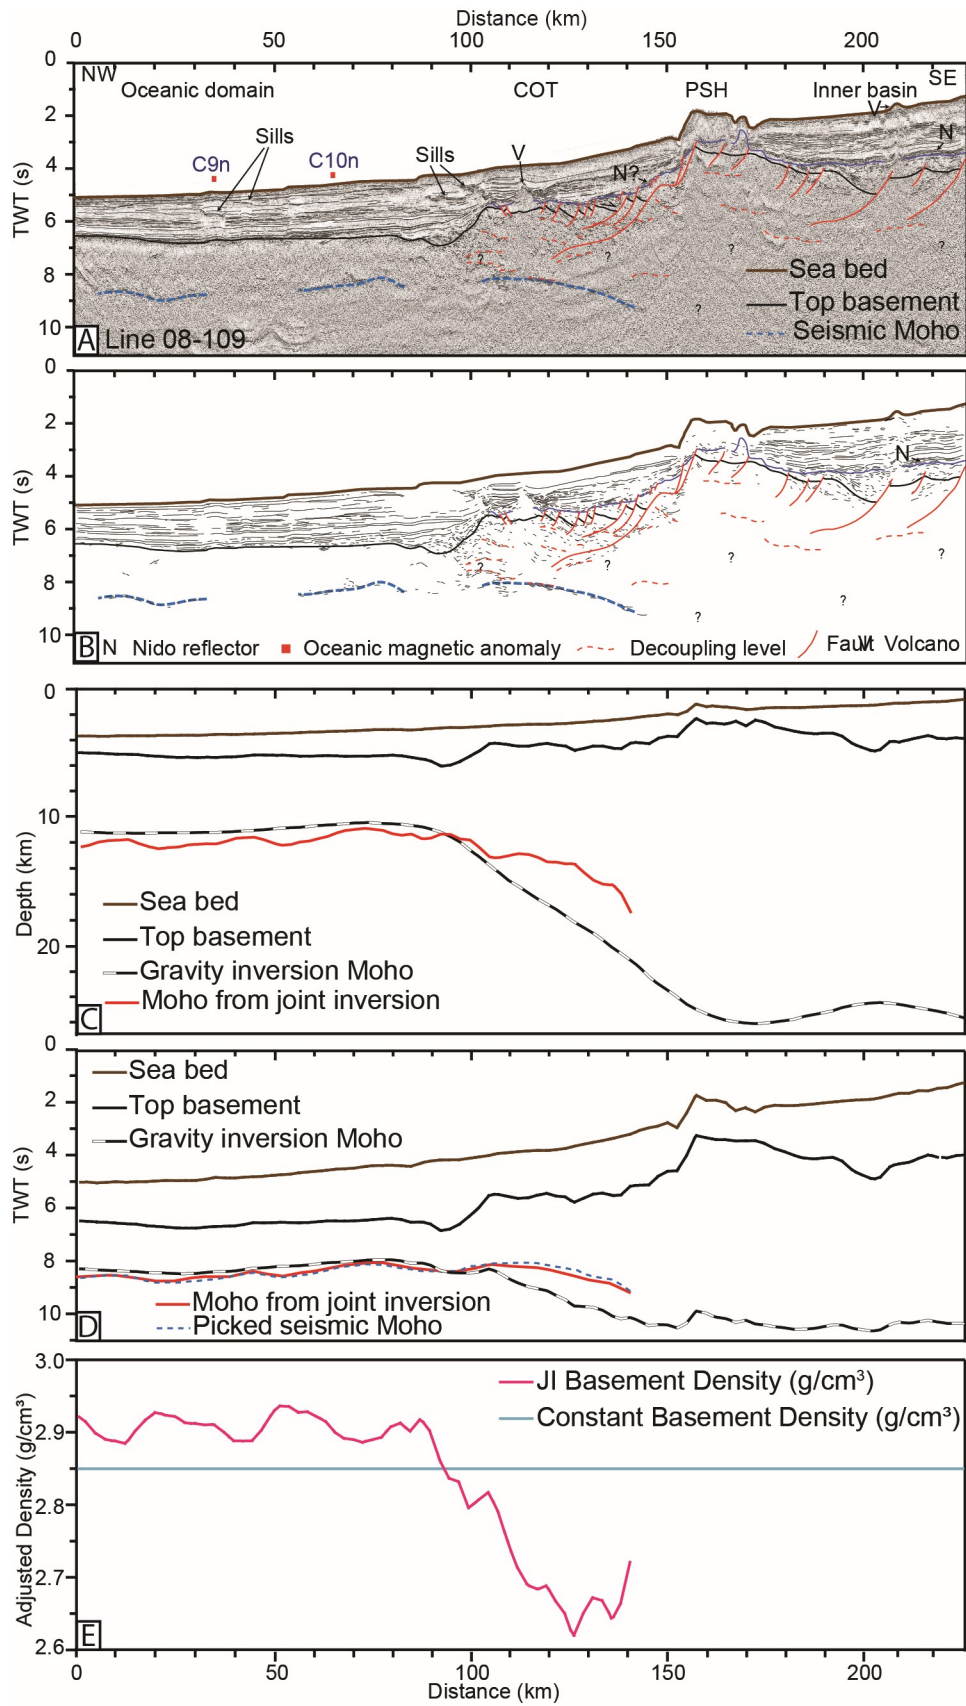 Distance (km)
0 50 100 150 200
0 NW SE
Oceanic domain COT PSH Inner basin
V
Sills N
2
C9n C10n Sills V
N?
4
TWT (s)
6
? ? ? ?
8
Sea bed
?
Top basement
10
Seismic Moho
A Line 08-109
0
2
N
4
TWT (s)
6
? ? ? ?
8
? ?
10
B N Nido reflector Oceanic magnetic anomaly Decoupling level Fault V Volcano
0
10
Depth (km)
Sea bed
Top basement
20
Gravity inversion Moho
Moho from joint inversion
C
0
Sea bed
2
Top basement
Gravity inversion Moho
4
TWT (s)
6
8
Moho from joint inversion
10
Picked seismic Moho
D
3.0
JI Basement Density (g/cm³)
Constant Basement Density (g/cm³)
2.9
Adjusted Density (g/cm³)
2.8
2.7
E
2.6
0 50 100 150 200
Distance (km)